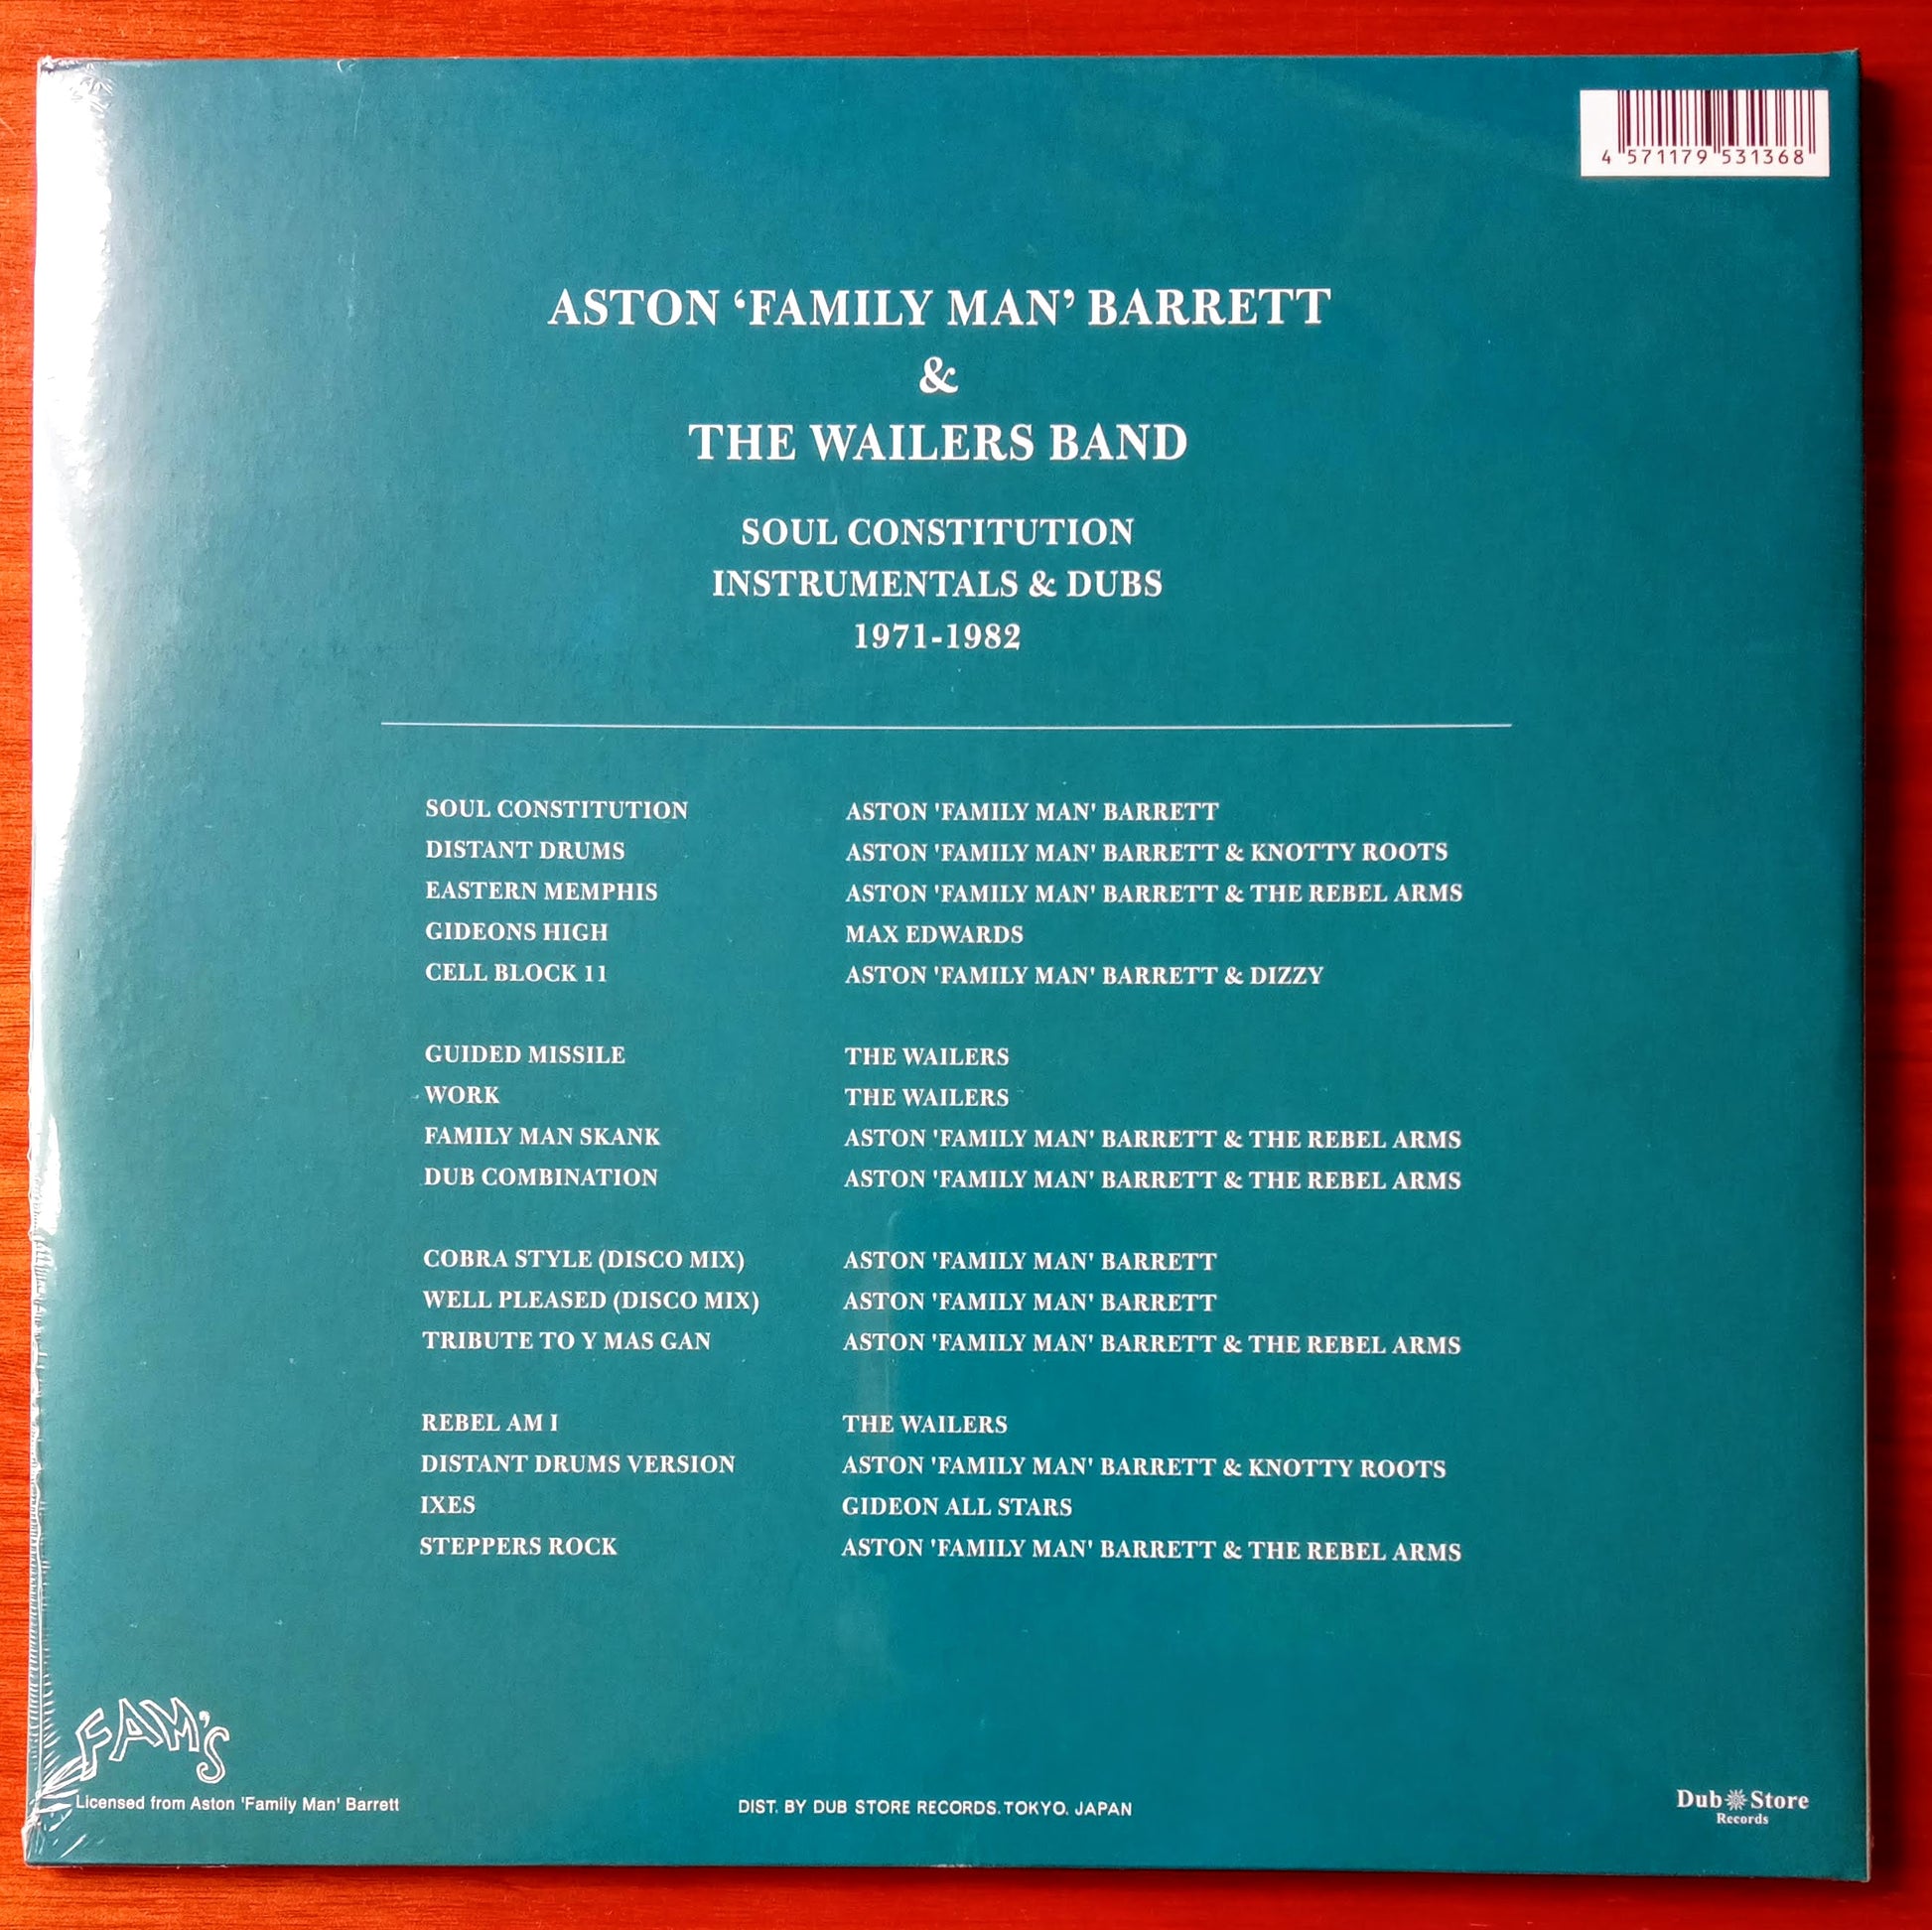 4 571179 531368
ASTON ‘FAMILY MAN’ BARRETT
&
THE WAILERS BAND
SOUL CONSTITUTION
INSTRUMENTALS & DUBS
1971-1982
SOUL CONSTITUTION ASTON 'FAMILY MAN' BARRETT
DISTANT DRUMS ASTON 'FAMILY MAN' BARRETT & KNOTTY ROOTS
EASTERN MEMPHIS ASTON 'FAMILY MAN' BARRETT & THE REBEL ARMS
GIDEONS HIGH MAX EDWARDS
CELL BLOCK 11 ASTON 'FAMILY MAN' BARRETT & DIZZY
GUIDED MISSILE THE WAILERS
WORK THE WAILERS
FAMILY MAN SKANK ASTON 'FAMILY MAN' BARRETT & THE REBEL ARMS
DUB COMBINATION ASTON 'FAMILY MAN' BARRETT & THE REBEL ARMS
COBRA STYLE (DISCO MIX) ASTON 'FAMILY MAN' BARRETT
WELL PLEASED (DISCO MIX) ASTON 'FAMILY MAN' BARRETT
TRIBUTE TO Y MAS GAN ASTON 'FAMILY MAN' BARRETT & THE REBEL ARMS
REBEL AM I THE WAILERS
DISTANT DRUMS VERSION ASTON 'FAMILY MAN' BARRETT & KNOTTY ROOTS
IXES GIDEON ALL STARS
STEPPERS ROCK ASTON 'FAMILY MAN' BARRETT & THE REBEL ARMS
FAM'S
Licensed from Aston 'Family Man' Barrett
DIST. BY DUB STORE RECORDS. TOKYO. JAPAN
Dub Store
Records